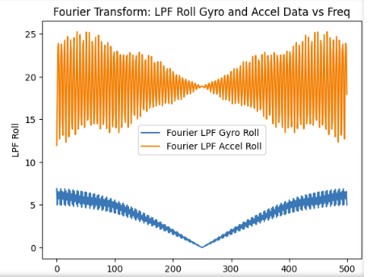 Fourier Transform: LPF Roll Gyro and Accel Data vs Freq
25
20
15
10
5
0
LPF Roll
Fourier LPF Gyro Roll
Fourier LPF Accel Roll
0 100 200 300 400 500